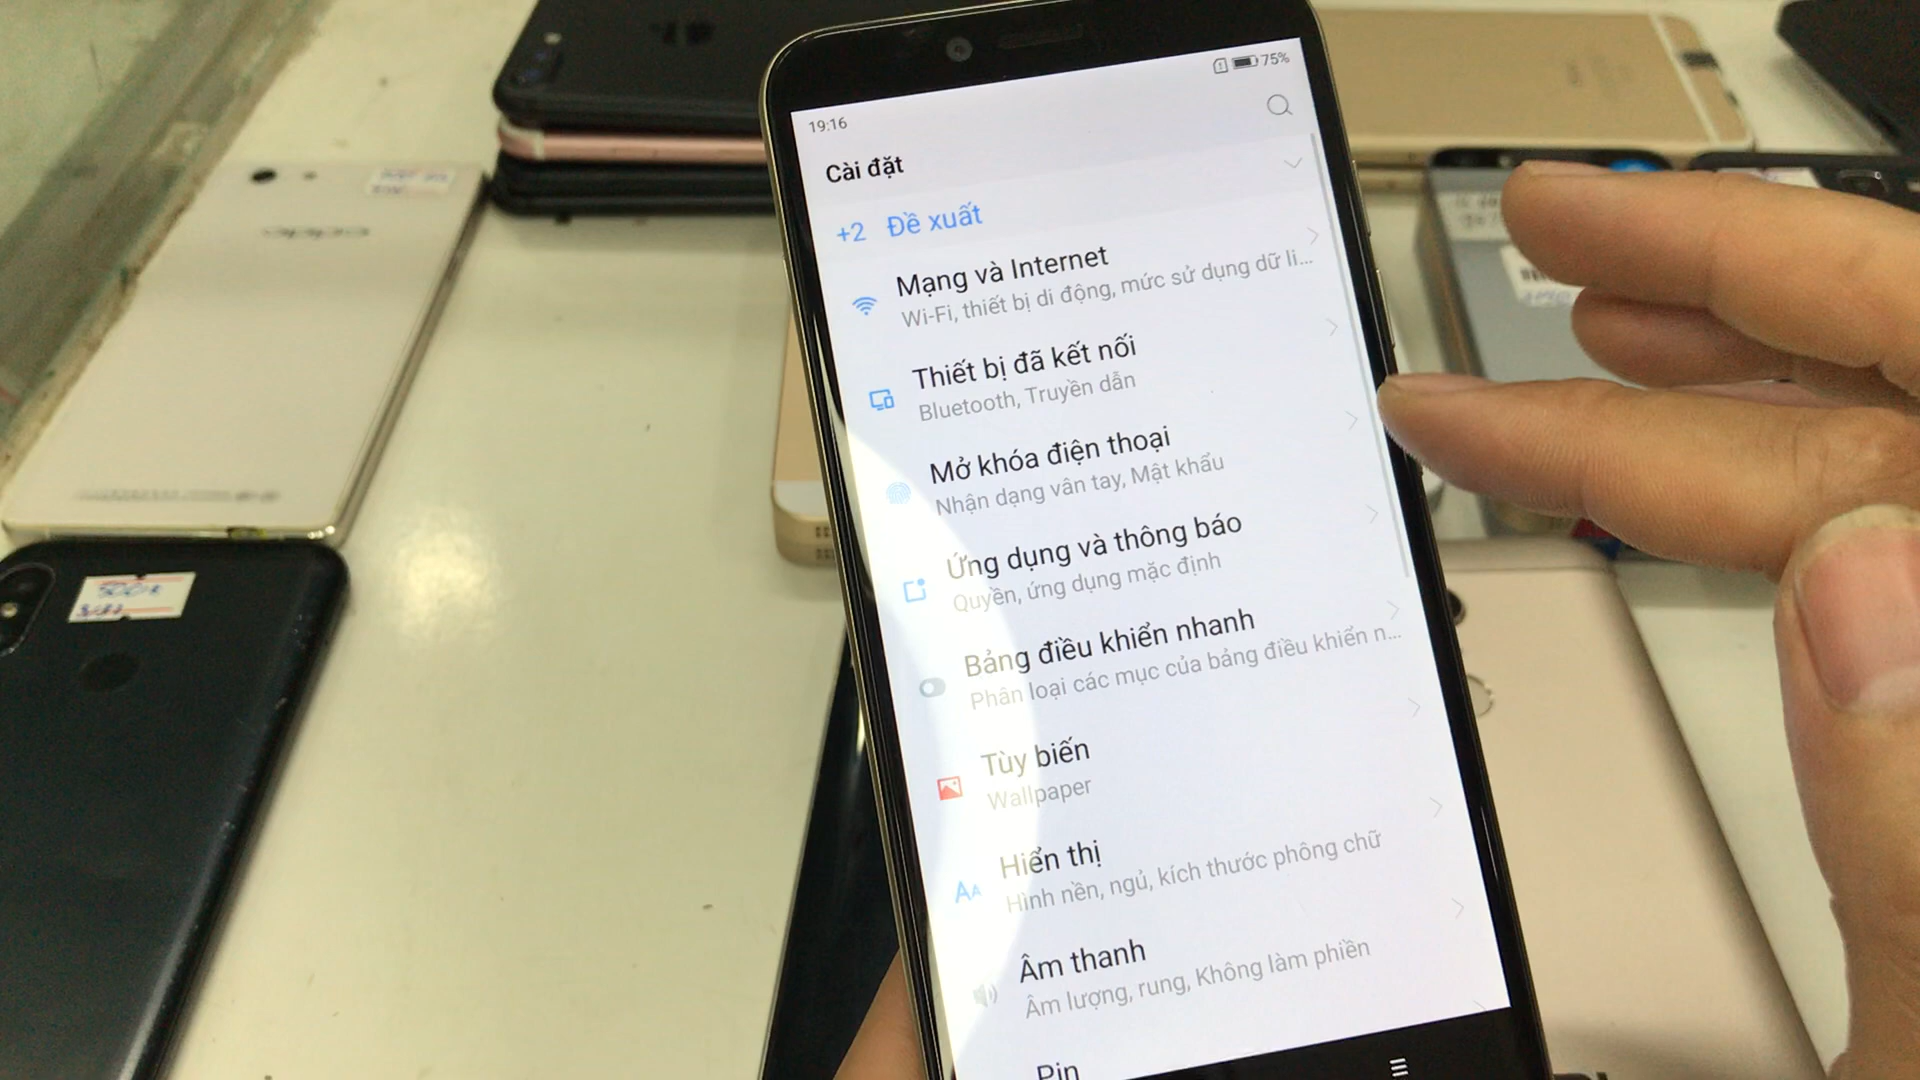 19:16
75%
Cài đặt
+2 Đề xuất
Mạng và Internet
Wi-Fi, thiết bị di động, mức sử dụng dữ li...
Thiết bị đã kết nối
Bluetooth, Truyền dẫn
Mở khóa điện thoại
Nhận dạng vân tay, Mật khẩu
Ứng dụng và thông báo
Quyền, ứng dụng mặc định
Bảng điều khiển nhanh
Phân loại các mục của bảng điều khiển n...
Tùy biến
Wallpaper
Hiển thị
Hình nền, ngủ, kích thước phông chữ
Âm thanh
Âm lượng, rung, Không làm phiền
Pin
oppo